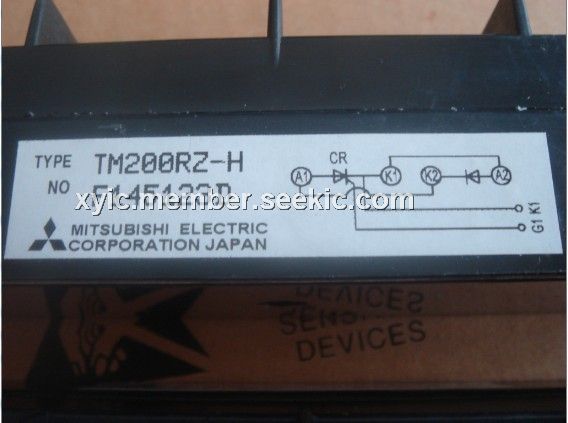 TYPE TM200RZ-H
NO
CR
A1 K1 K2 A2
K1
G1
xyic.member.seekic.com
MITSUBISHI ELECTRIC
CORPORATION JAPAN
DEVICES
DEVICES